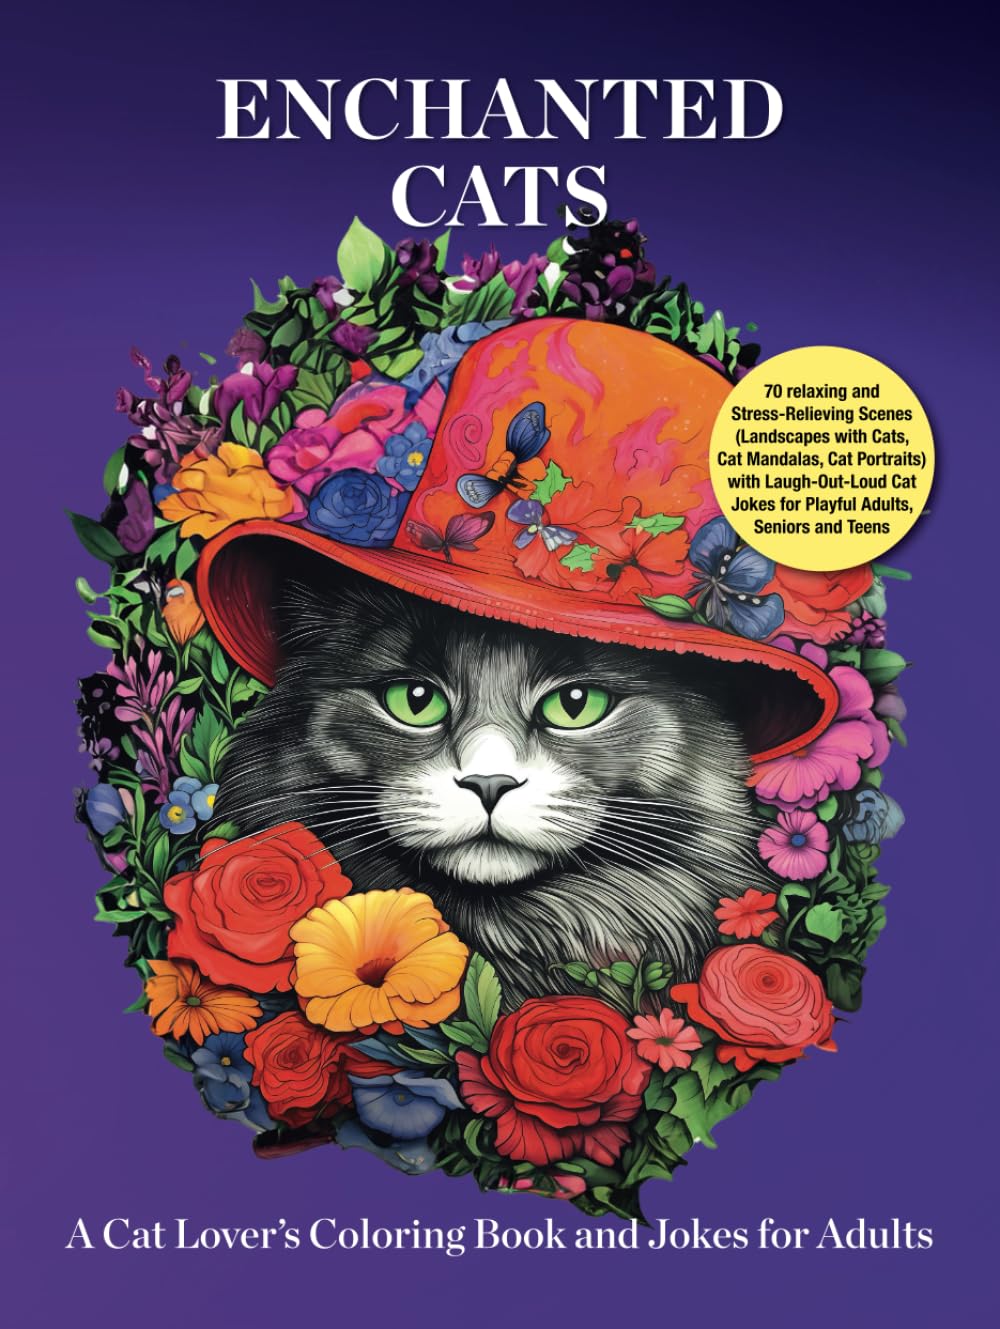 ENCHANTED
CATS
70 relaxing and
Stress-Relieving Scenes
(Landscapes with Cats,
Cat Mandalas, Cat Portraits)
with Laugh-Out-Loud Cat
Jokes for Playful Adults,
Seniors and Teens
A Cat Lover's Coloring Book and Jokes for Adults